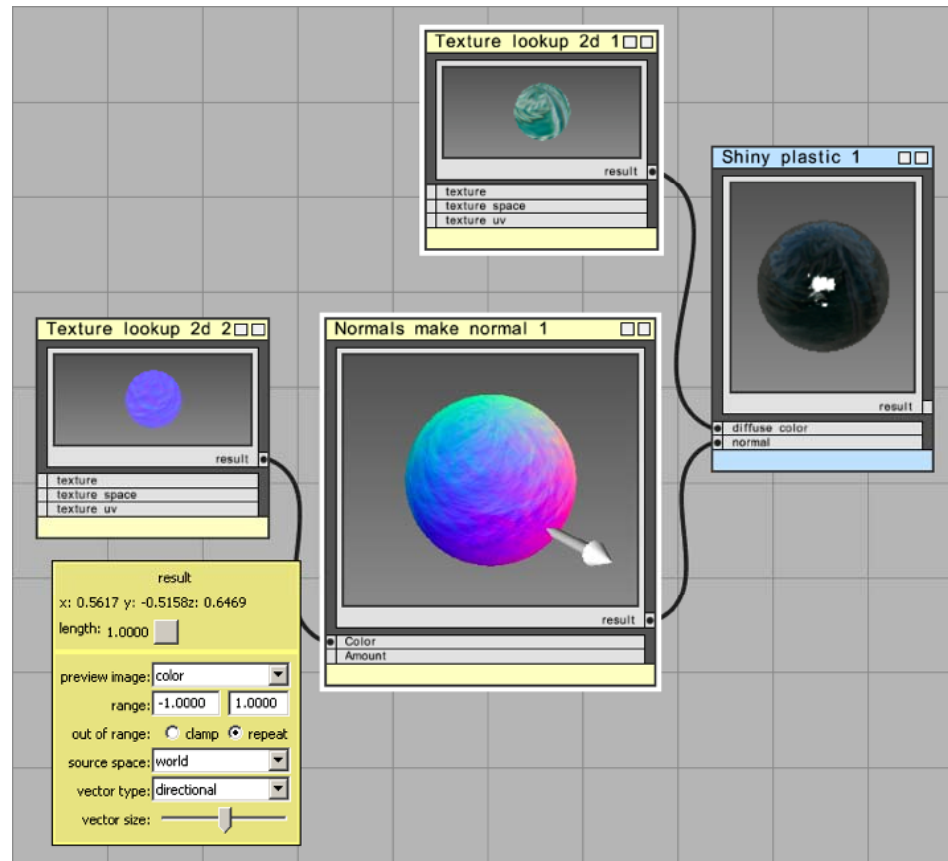 Texture lookup 2d 1
result
texture
texture space
texture uv
Shiny plastic 1
result
diffuse color
normal
Texture lookup 2d 2
result
texture
texture space
texture uv
Normals make normal 1
result
Color
Amount
result
x: 0.5617 y: -0.5158z: 0.6469
length: 1.0000
preview image: color
range: -1.0000 1.0000
out of range: clamp repeat
source space: world
vector type: directional
vector size: